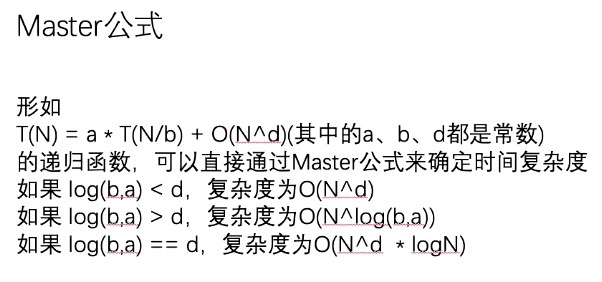 Master公式
形如
T(N) = a * T(N/b) + O(N^d)(其中的a、b、d都是常数)
的递归函数，可以直接通过Master公式来确定时间复杂度
如果 log(b,a) < d，复杂度为O(N^d)
如果 log(b,a) > d，复杂度为O(N^log(b,a))
如果 log(b,a) == d，复杂度为O(N^d  * logN)